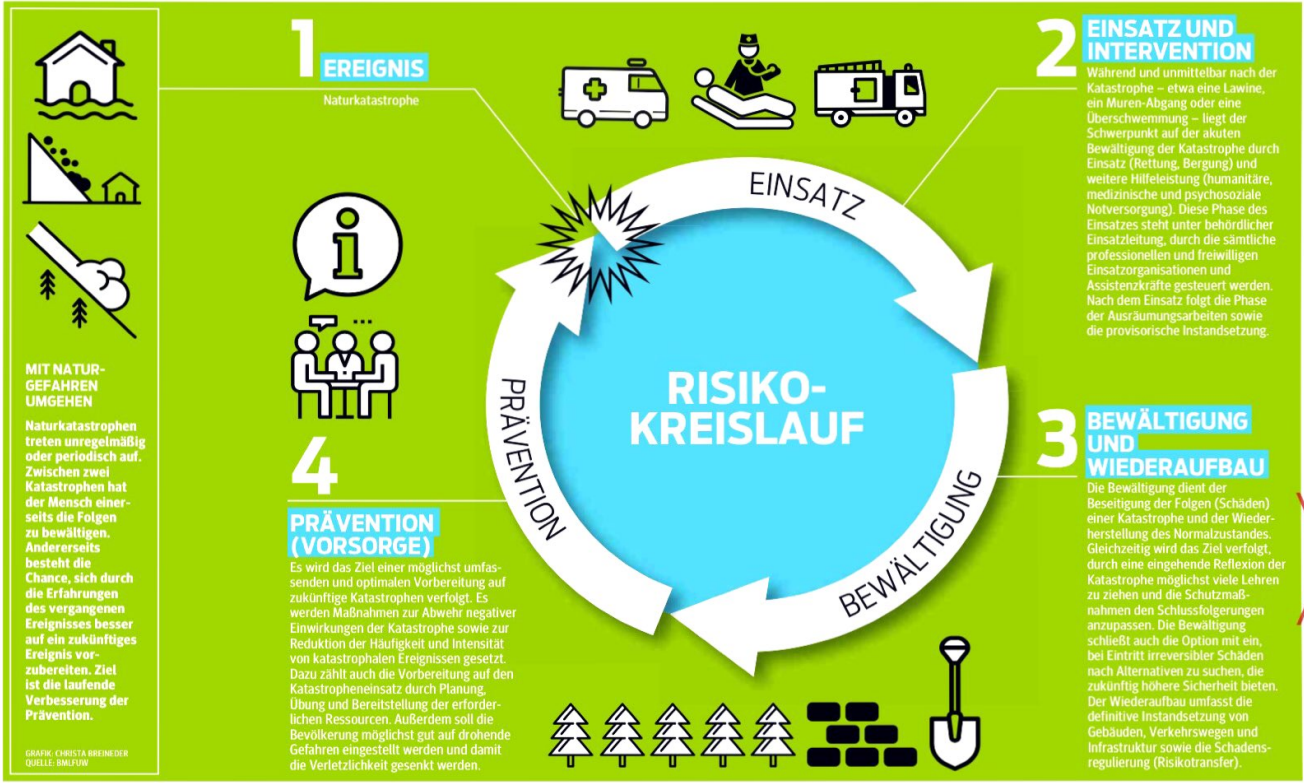 MIT NATUR-
GEFAHREN
UMGEHEN
Naturkatastrophen
treten unregelmäßig
oder periodisch auf.
Zwischen zwei
Katastrophen hat
der Mensch einer-
seits die Folgen
zu bewältigen.
Andererseits
besteht die
Chance, sich durch
die Erfahrungen
des vergangenen
Ereignisses besser
auf ein zukünftiges
Ereignis vor-
zubereiten. Ziel
ist die laufende
Verbesserung der
Prävention.
GRAFIK: CHRISTA BREINEDER
QUELLE: BMLFUW
1 EREIGNIS
Naturkatastrophe
2 EINSATZ UND
INTERVENTION
Während und unmittelbar nach der
Katastrophe – etwa eine Lawine,
ein Muren-Abgang oder eine
Überschwemmung – liegt der
Schwerpunkt auf der akuten
Bewältigung der Katastrophe durch
Einsatz (Rettung, Bergung) und
weitere Hilfeleistung (humanitäre,
medizinische und psychosoziale
Notversorgung). Diese Phase des
Einsatzes steht unter behördlicher
Einsatzleitung, durch die sämtliche
professionellen und freiwilligen
Einsatzorganisationen und
Assistenzkräfte gesteuert werden.
Nach dem Einsatz folgt die Phase
der Ausräumungsarbeiten sowie
die provisorische Instandsetzung.
3 BEWÄLTIGUNG
UND
WIEDERAUFBAU
Die Bewältigung dient der
Beseitigung der Folgen (Schäden)
einer Katastrophe und der Wieder-
herstellung des Normalzustandes.
Gleichzeitig wird das Ziel verfolgt,
durch eine eingehende Reflexion der
Katastrophe möglichst viele Lehren
zu ziehen und die Schutzmaß-
nahmen den Schlussfolgerungen
anzupassen. Die Bewältigung
schließt auch die Option mit ein,
bei Eintritt irreversibler Schäden
nach Alternativen zu suchen, die
zukünftig höhere Sicherheit bieten.
Der Wiederaufbau umfasst die
definitive Instandsetzung von
Gebäuden, Verkehrswegen und
Infrastruktur sowie die Schadens-
regulierung (Risikotransfer).
4
PRÄVENTION
(VORSORGE)
Es wird das Ziel einer möglichst umfas-
senden und optimalen Vorbereitung auf
zukünftige Katastrophen verfolgt. Es
werden Maßnahmen zur Abwehr negativer
Einwirkungen der Katastrophe sowie zur
Reduktion der Häufigkeit und Intensität
von katastrophalen Ereignissen gesetzt.
Dazu zählt auch die Vorbereitung auf den
Katastropheneinsatz durch Planung,
Übung und Bereitstellung der erforder-
lichen Ressourcen. Außerdem soll die
Bevölkerung möglichst gut auf drohende
Gefahren eingestellt werden und damit
die Verletzlichkeit gesenkt werden.
EINSATZ
BEWÄLTIGUNG
PRÄVENTION
RISIKO-
KREISLAUF